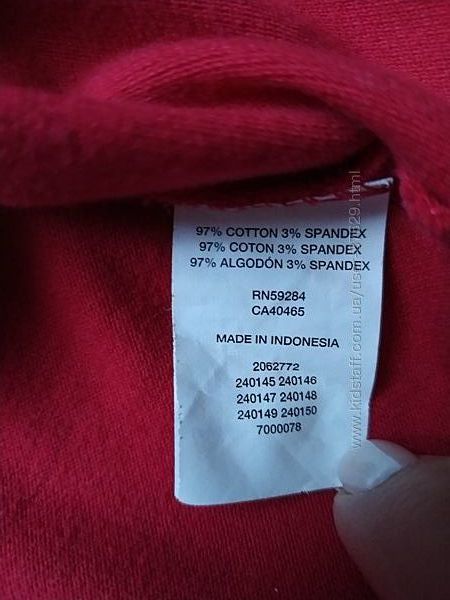 97% COTTON 3% SPANDEX
97% COTON 3% SPANDEX
97% ALGODÓN 3% SPANDEX
RN59284
CA40465
MADE IN INDONESIA
2062772
240145 240146
240147 240148
240149 240150
7000078